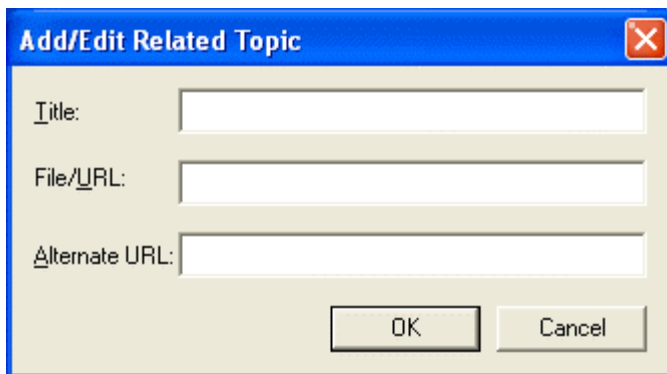 Add/Edit Related Topic
Title:
File/URL:
Alternate URL:
OK Cancel